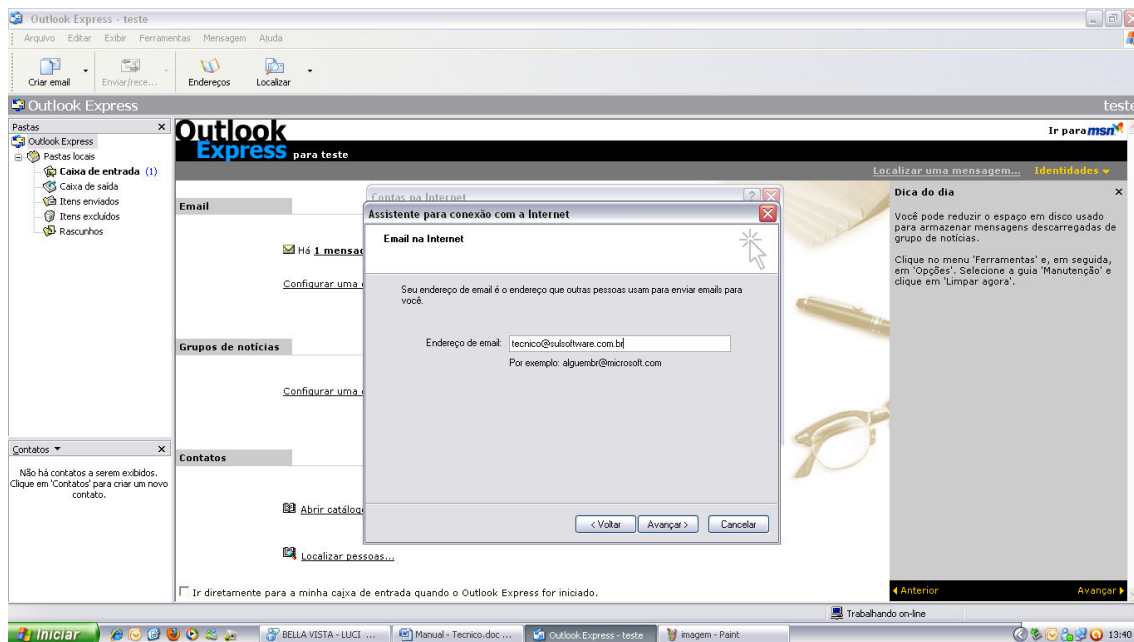 Outlook Express - teste
Arquivo Editar Exibir Ferramentas Mensagem Ajuda
Criar email Enviar/rece... Endereços Localizar
Outlook Express teste
Pastas
Outlook Express
Pastas locais
Caixa de entrada (1)
Caixa de saída
Itens enviados
Itens excluídos
Rascunhos
Contatos
Não há contatos a serem exibidos.
Clique em 'Contatos' para criar um novo
contato.
Outlook
Express para teste
Ir para msn
Localizar uma mensagem... Identidades
Email
Há 1 mensag
Configurar uma
Grupos de notícias
Configurar uma
Contatos
Abrir catálogo
Localizar pessoas...
Ir diretamente para a minha caixa de entrada quando o Outlook Express for iniciado.
Contas na Internet
Assistente para conexão com a Internet
Email na Internet
Seu endereço de email é o endereço que outras pessoas usam para enviar emails para
você.
Endereço de email: tecnico@sulsoftware.com.br
Por exemplo: alguembr@microsoft.com
< Voltar Avançar > Cancelar
Dica do dia
Você pode reduzir o espaço em disco usado
para armazenar mensagens descarregadas de
grupo de notícias.
Clique no menu 'Ferramentas' e, em seguida,
em 'Opções'. Selecione a guia 'Manutenção' e
clique em 'Limpar agora'.
Anterior Avançar
Trabalhando on-line
Iniciar BELLA VISTA - LUCI ... Manual - Tecnico.doc ... Outlook Express - teste imagem - Paint 13:40